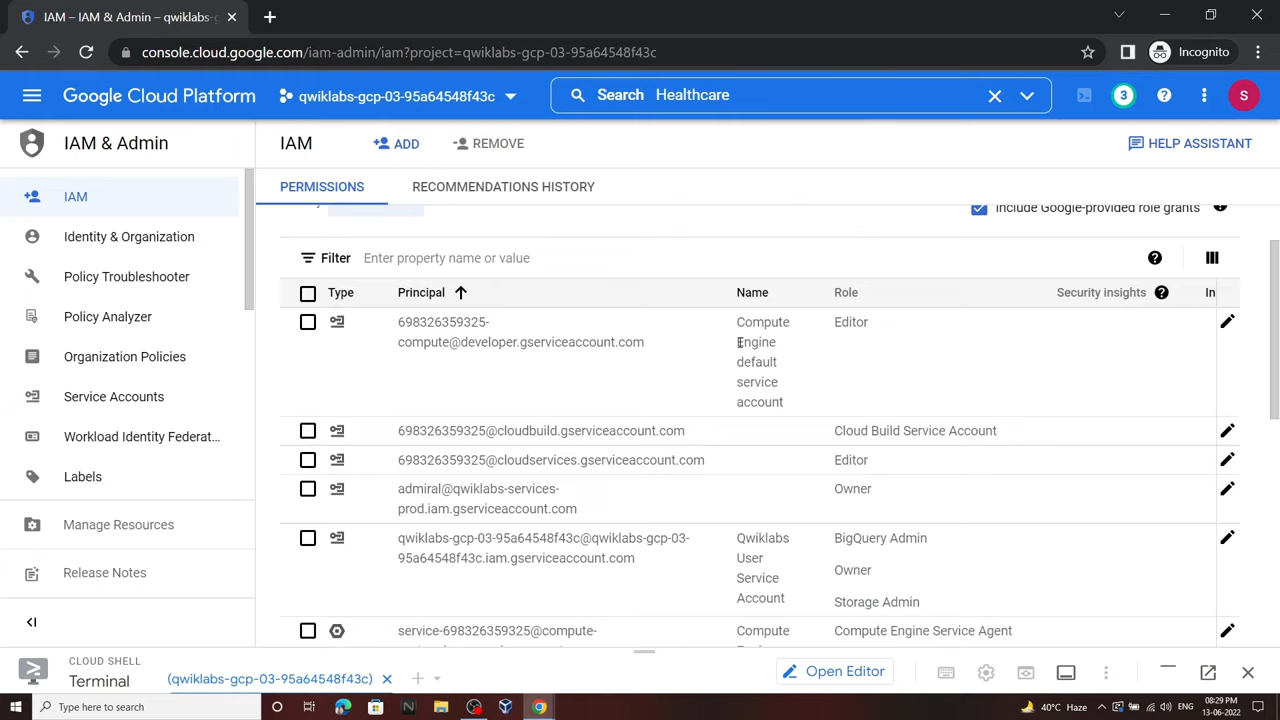 IAM – IAM & Admin – qwiklabs-g
console.cloud.google.com/iam-admin/iam?project=qwiklabs-gcp-03-95a64548f43c
Incognito
Google Cloud Platform
qwiklabs-gcp-03-95a64548f43c
Search Healthcare
3
S
IAM & Admin
IAM
ADD
REMOVE
HELP ASSISTANT
IAM
Identity & Organization
Policy Troubleshooter
Policy Analyzer
Organization Policies
Service Accounts
Workload Identity Federat...
Labels
Manage Resources
Release Notes
PERMISSIONS
RECOMMENDATIONS HISTORY
Include Google-provided role grants
Filter Enter property name or value
Type Principal Name Role Security insights In
698326359325-
compute@developer.gserviceaccount.com
Compute
Engine
default
service
account
Editor
698326359325@cloudbuild.gserviceaccount.com
Cloud Build Service Account
698326359325@cloudservices.gserviceaccount.com
Editor
admiral@qwiklabs-services-
prod.iam.gserviceaccount.com
Owner
qwiklabs-gcp-03-95a64548f43c@qwiklabs-gcp-03-
95a64548f43c.iam.gserviceaccount.com
Qwiklabs
User
Service
Account
BigQuery Admin
Owner
Storage Admin
service-698326359325@compute-
Compute
Compute Engine Service Agent
CLOUD SHELL
Terminal
(qwiklabs-gcp-03-95a64548f43c)
Open Editor
Type here to search
40°C Haze
08:29 PM
13-06-2022